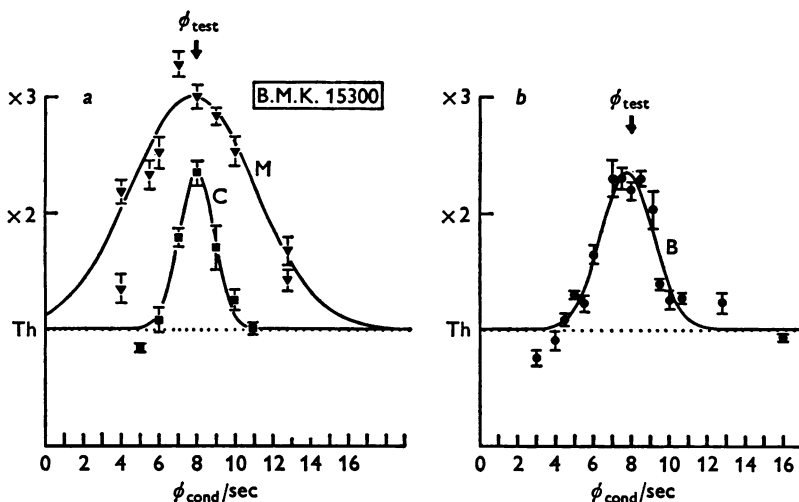 ϕtest
ϕtest
a
B.M.K. 15300
b
×3
×3
M
C
B
×2
×2
Th
Th
0 2 4 6 8 10 12 14 16
0 2 4 6 8 10 12 14 16
ϕcond/sec
ϕcond/sec